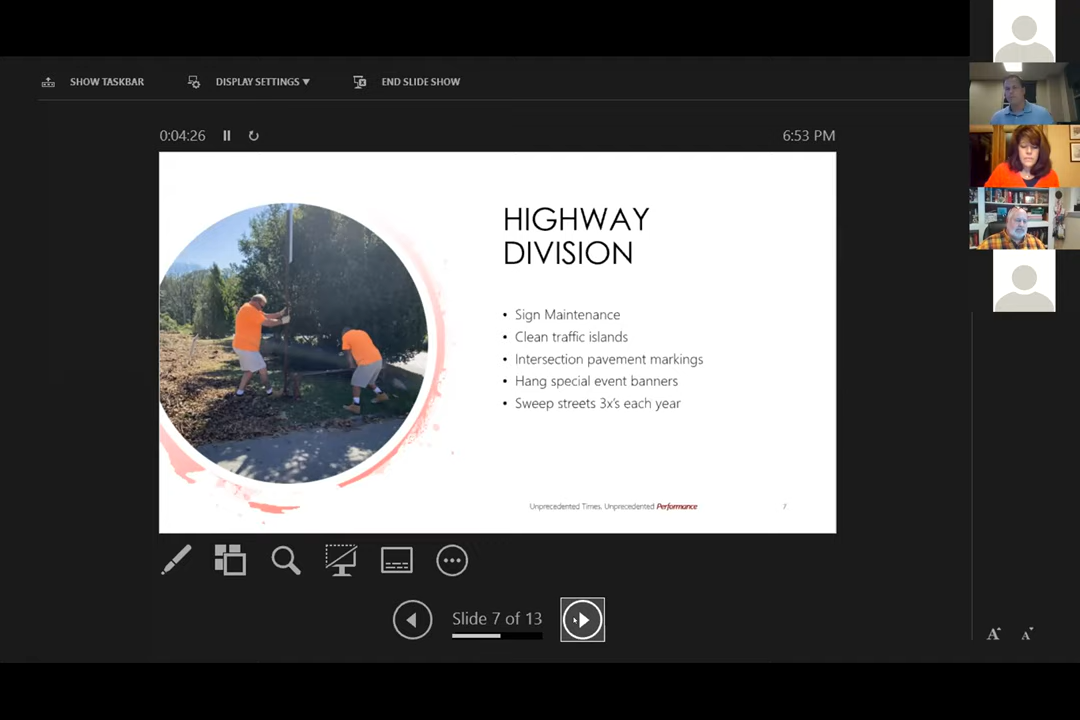 SHOW TASKBAR
DISPLAY SETTINGS ▼
END SLIDE SHOW
0:04:26
6:53 PM
HIGHWAY
DIVISION
• Sign Maintenance
• Clean traffic islands
• Intersection pavement markings
• Hang special event banners
• Sweep streets 3x's each year
Unprecedented Times, Unprecedented Performance
7
Slide 7 of 13
A A